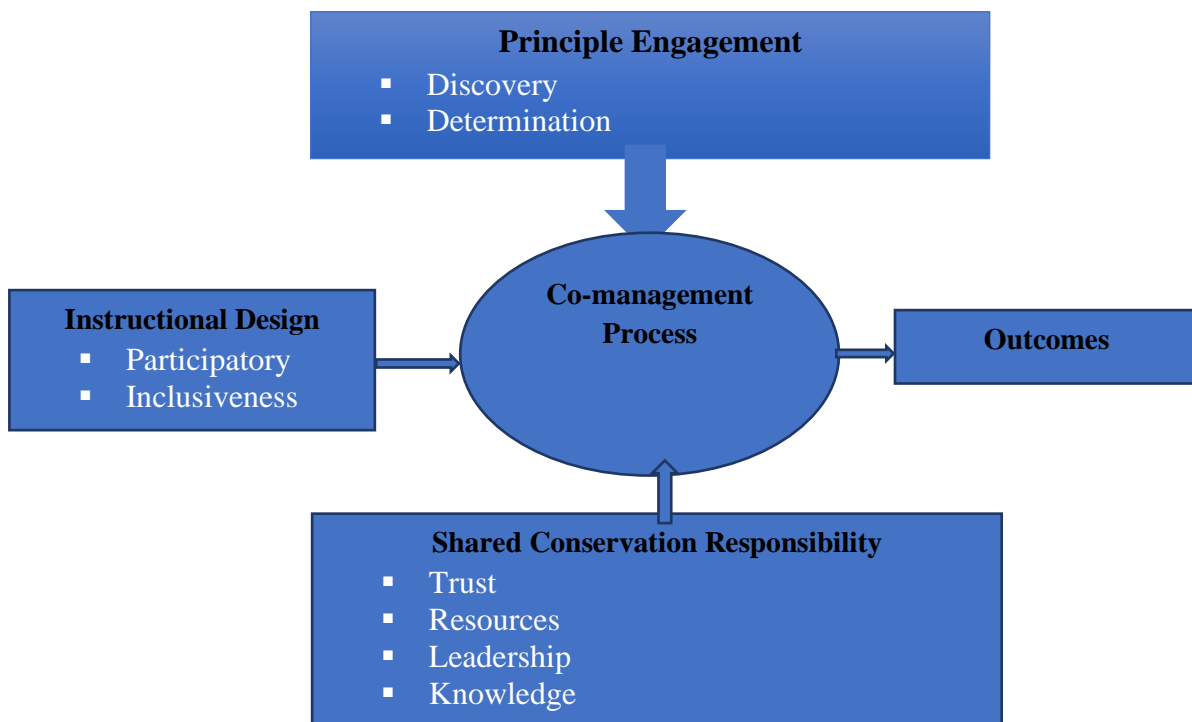 Principle Engagement
▪ Discovery
▪ Determination
Co-management
Process
Instructional Design
▪ Participatory
▪ Inclusiveness
Outcomes
Shared Conservation Responsibility
▪ Trust
▪ Resources
▪ Leadership
▪ Knowledge